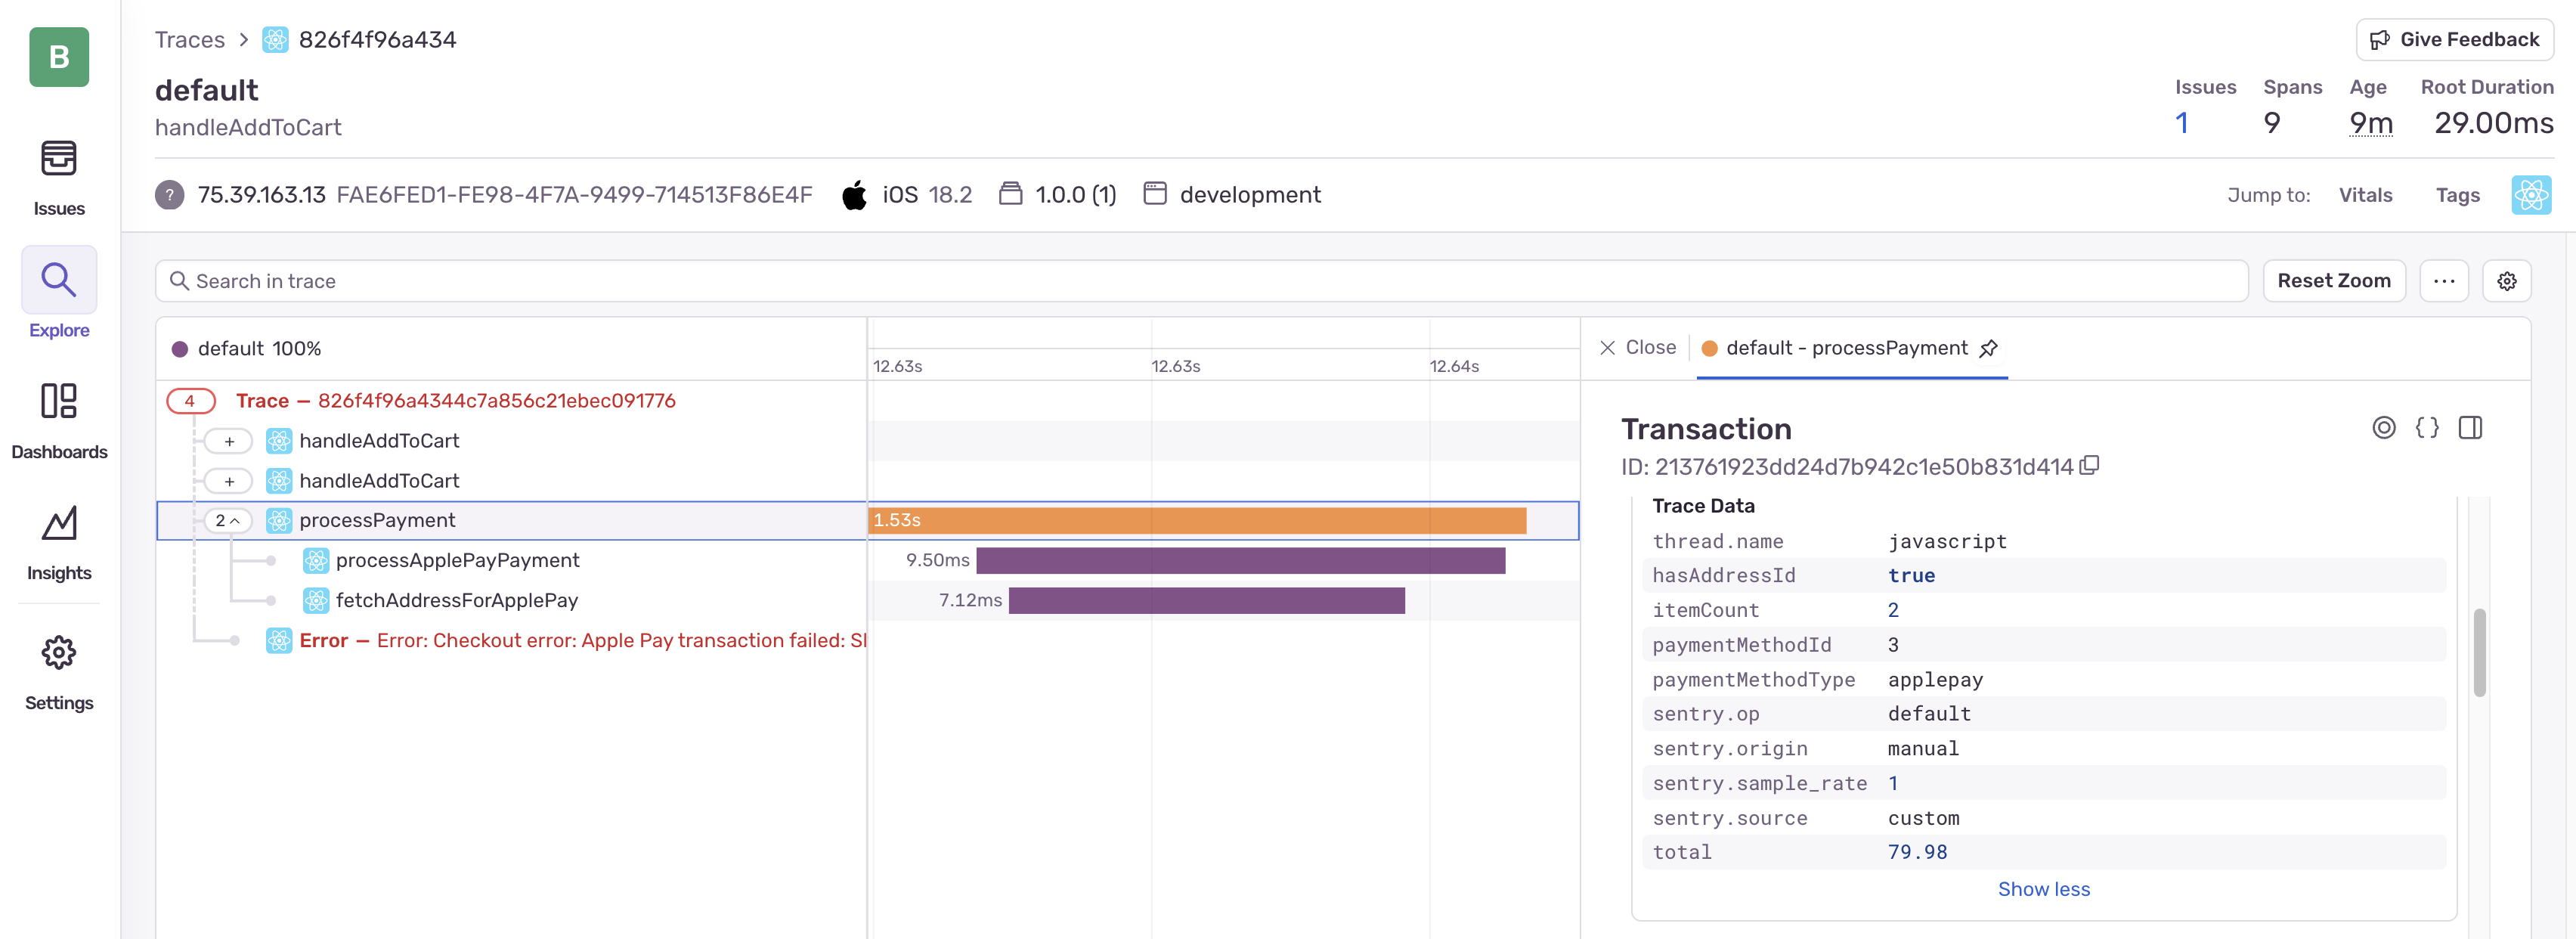 B
Issues
Explore
Dashboards
Insights
Settings
Traces > 826f4f96a434
Give Feedback
default
handleAddToCart
Issues Spans Age Root Duration
1 9 9m 29.00ms
? 75.39.163.13 FAE6FED1-FE98-4F7A-9499-714513F86E4F iOS 18.2 1.0.0 (1) development
Jump to: Vitals Tags
Search in trace
Reset Zoom
default 100%
12.63s 12.63s 12.64s
4 Trace — 826f4f96a4344c7a856c21ebec091776
+ handleAddToCart
+ handleAddToCart
2 processPayment 1.53s
processApplePayPayment 9.50ms
fetchAddressForApplePay 7.12ms
Error — Error: Checkout error: Apple Pay transaction failed:
Close default - processPayment
Transaction
ID: 213761923dd24d7b942c1e50b831d414
Trace Data
thread.name javascript
hasAddressId true
itemCount 2
paymentMethodId 3
paymentMethodType applepay
sentry.op default
sentry.origin manual
sentry.sample_rate 1
sentry.source custom
total 79.98
Show less